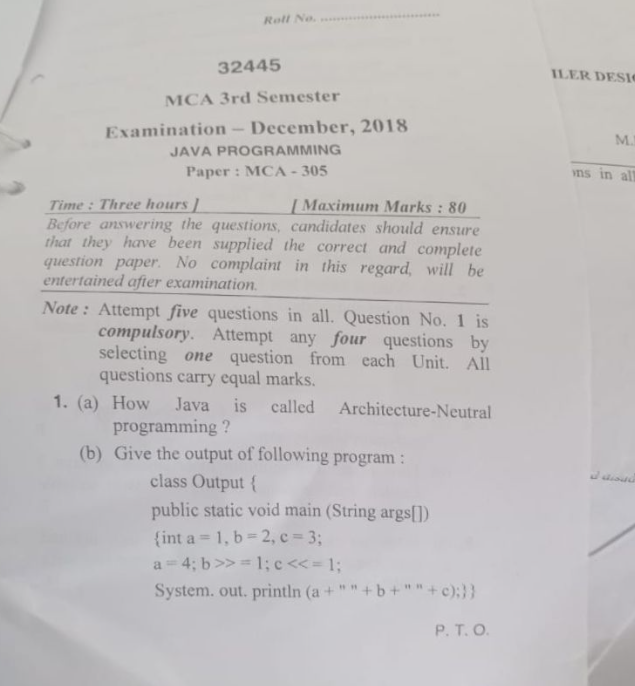 Roll No. ................................
32445
MCA 3rd Semester
Examination – December, 2018
JAVA PROGRAMMING
Paper : MCA - 305
Time : Three hours ] [ Maximum Marks : 80
Before answering the questions, candidates should ensure
that they have been supplied the correct and complete
question paper. No complaint in this regard, will be
entertained after examination.
Note : Attempt five questions in all. Question No. 1 is
compulsory. Attempt any four questions by
selecting one question from each Unit. All
questions carry equal marks.
1. (a) How Java is called Architecture-Neutral
programming ?
(b) Give the output of following program :
class Output {
public static void main (String args[])
{int a = 1, b = 2, c = 3;
a = 4; b >> = 1; c << = 1;
System. out. println (a + " " + b + " " + c);}}
P. T. O.
ILER DESI
M.
ns in all